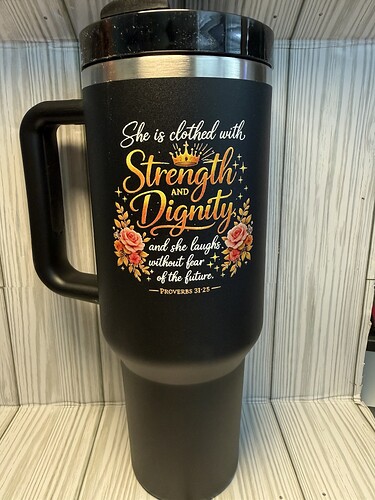 She is clothed with
Strength
AND
Dignity,
and she laughs
without fear
of the future.
PROVERBS 31:25